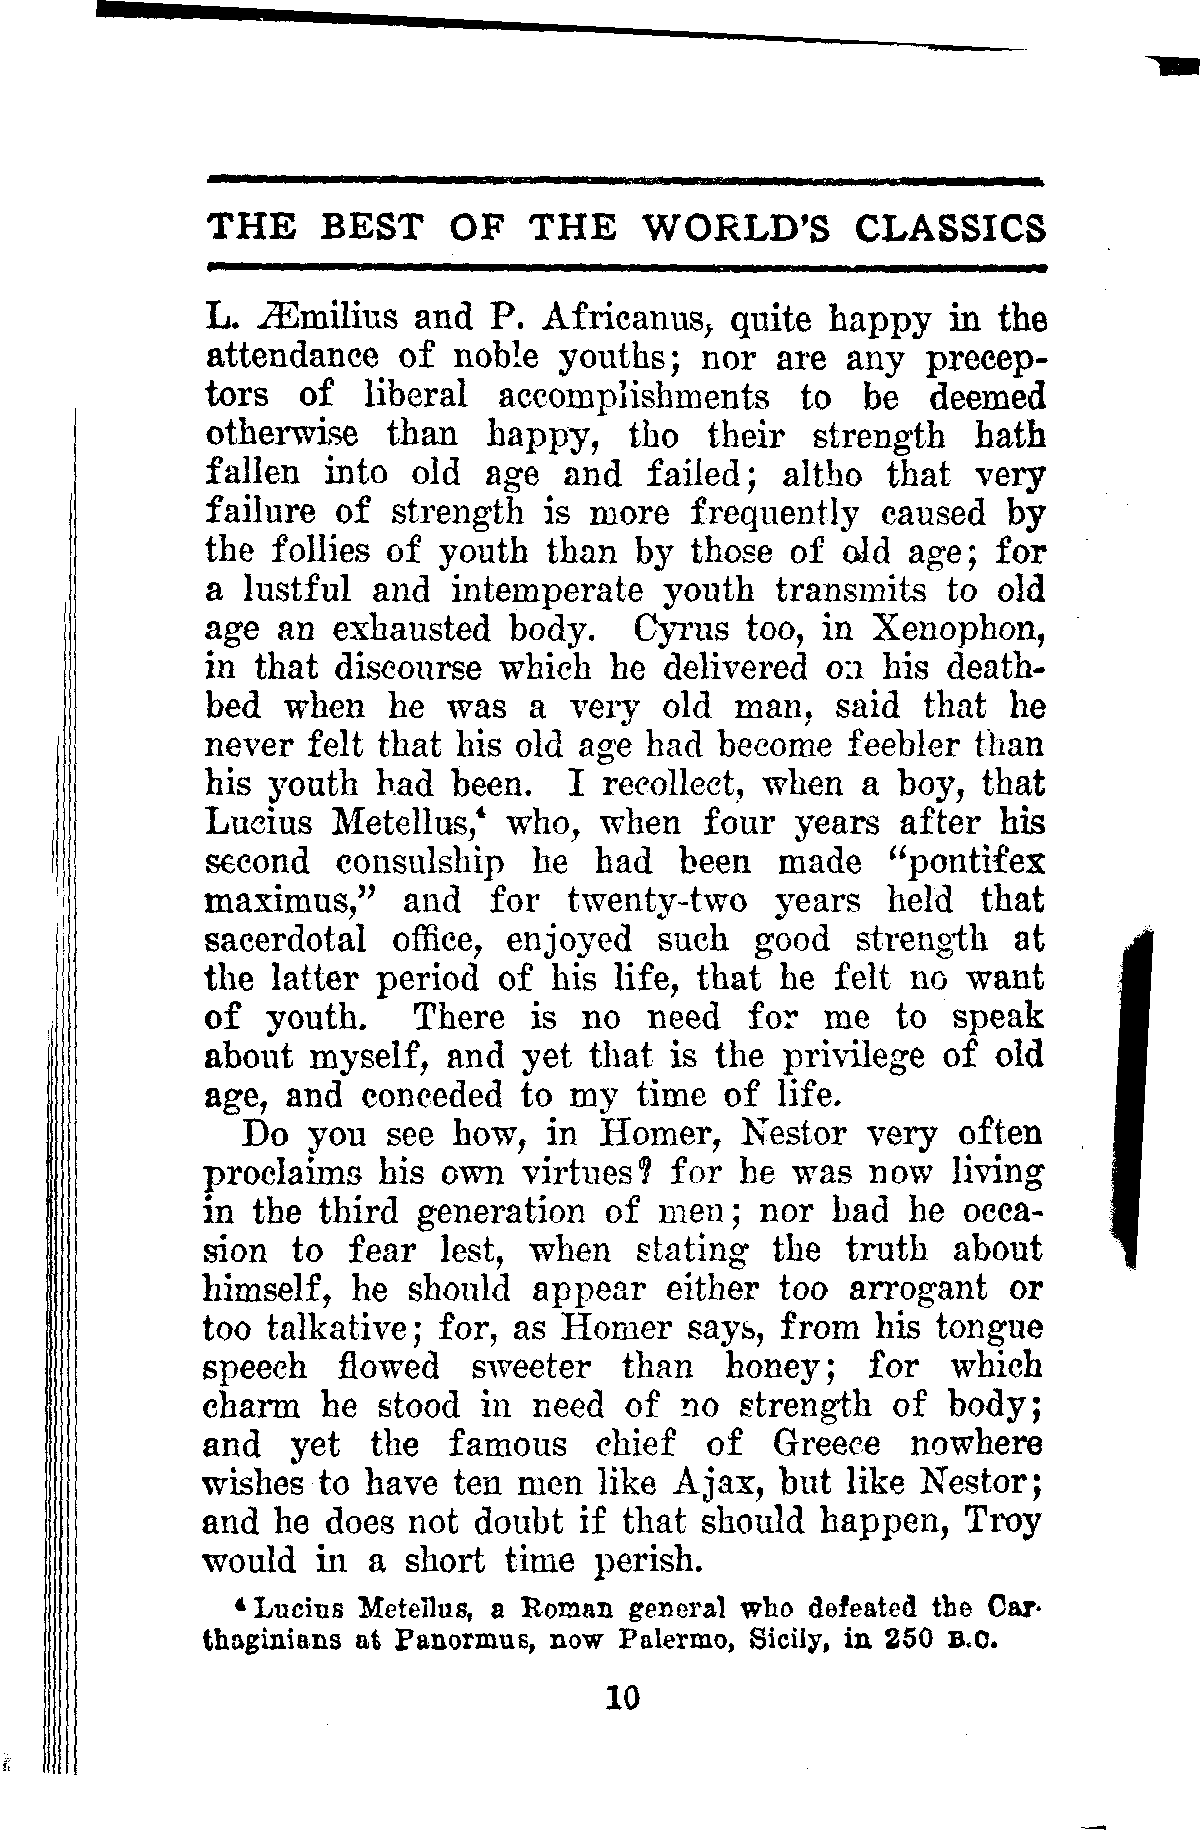 THE BEST OF THE WORLD'S CLASSICS
L. Æmilius and P. Africanus, quite happy in the
attendance of noble youths; nor are any precep-
tors of liberal accomplishments to be deemed
otherwise than happy, tho their strength hath
fallen into old age and failed; altho that very
failure of strength is more frequently caused by
the follies of youth than by those of old age; for
a lustful and intemperate youth transmits to old
age an exhausted body. Cyrus too, in Xenophon,
in that discourse which he delivered on his death-
bed when he was a very old man, said that he
never felt that his old age had become feebler than
his youth had been. I recollect, when a boy, that
Lucius Metellus,⁴ who, when four years after his
second consulship he had been made "pontifex
maximus," and for twenty-two years held that
sacerdotal office, enjoyed such good strength at
the latter period of his life, that he felt no want
of youth. There is no need for me to speak
about myself, and yet that is the privilege of old
age, and conceded to my time of life.
Do you see how, in Homer, Nestor very often
proclaims his own virtues? for he was now living
in the third generation of men; nor had he occa-
sion to fear lest, when stating the truth about
himself, he should appear either too arrogant or
too talkative; for, as Homer says, from his tongue
speech flowed sweeter than honey; for which
charm he stood in need of no strength of body;
and yet the famous chief of Greece nowhere
wishes to have ten men like Ajax, but like Nestor;
and he does not doubt if that should happen, Troy
would in a short time perish.
⁴ Lucius Metellus, a Roman general who defeated the Car-
thaginians at Panormus, now Palermo, Sicily, in 250 B.C.
10